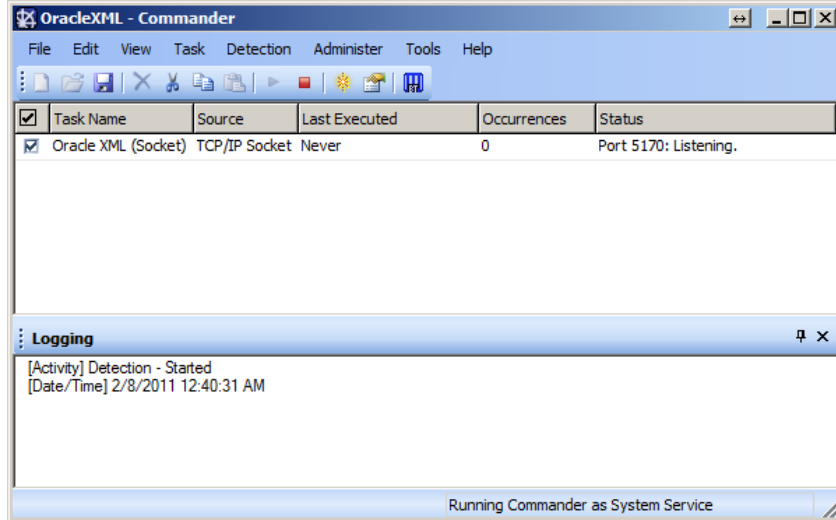 OracleXML - Commander
File Edit View Task Detection Administer Tools Help
Task Name Source Last Executed Occurrences Status
Oracle XML (Socket) TCP/IP Socket Never 0 Port 5170: Listening.
Logging
[Activity] Detection - Started
[Date/Time] 2/8/2011 12:40:31 AM
Running Commander as System Service